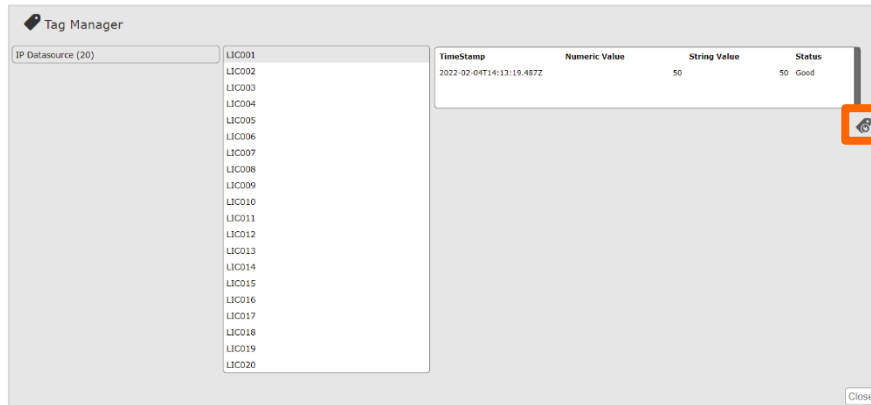 Tag Manager
IP Datasource (20)
LIC001
LIC002
LIC003
LIC004
LIC005
LIC006
LIC007
LIC008
LIC009
LIC010
LIC011
LIC012
LIC013
LIC014
LIC015
LIC016
LIC017
LIC018
LIC019
LIC020
TimeStamp Numeric Value String Value Status
2022-02-04T14:13:19.487Z 50 50 Good
Close